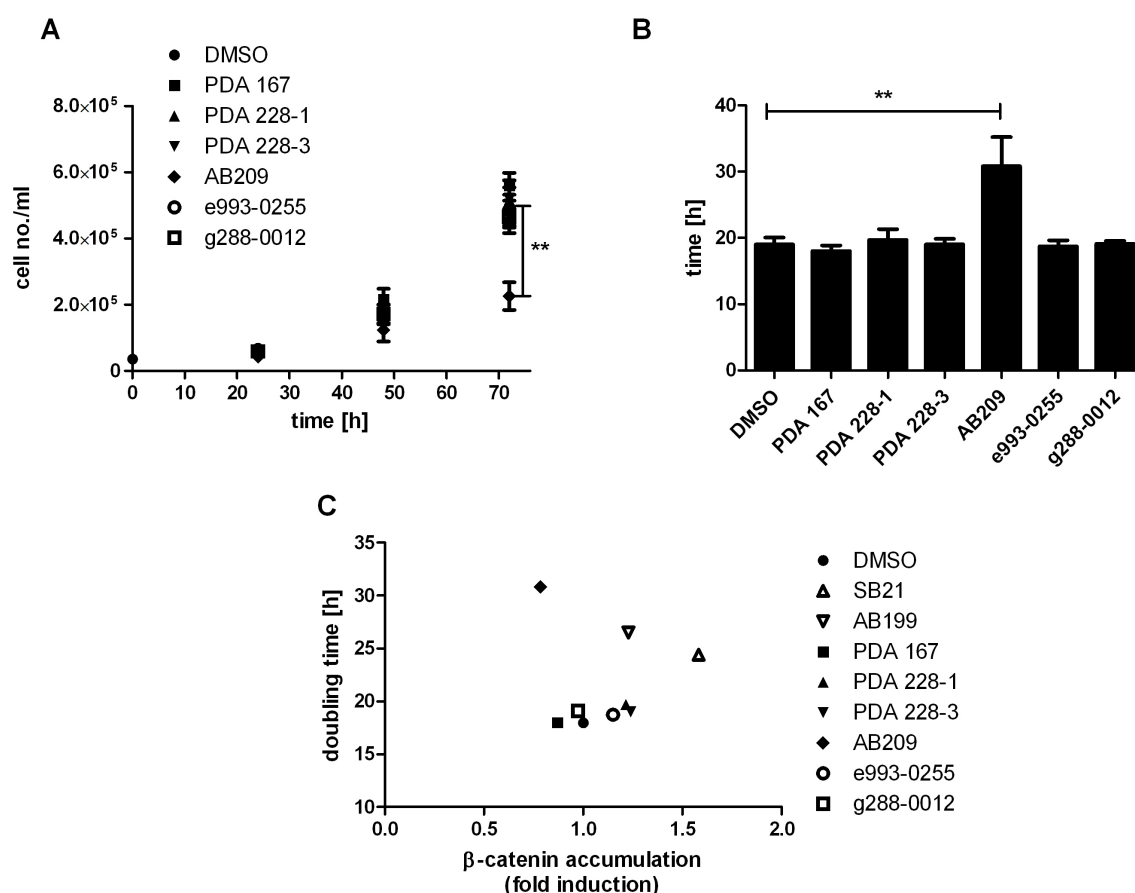 A
DMSO
PDA 167
PDA 228-1
PDA 228-3
AB209
e993-0255
g288-0012
8.0×10⁵
6.0×10⁵
4.0×10⁵
2.0×10⁵
0
cell no./ml
**
0 10 20 30 40 50 60 70
time [h]
B
**
40
30
20
10
0
time [h]
DMSO
PDA 167
PDA 228-1
PDA 228-3
AB209
e993-0255
g288-0012
C
35
30
25
20
15
10
doubling time [h]
0.0 0.5 1.0 1.5 2.0
β-catenin accumulation
(fold induction)
DMSO
SB21
AB199
PDA 167
PDA 228-1
PDA 228-3
AB209
e993-0255
g288-0012